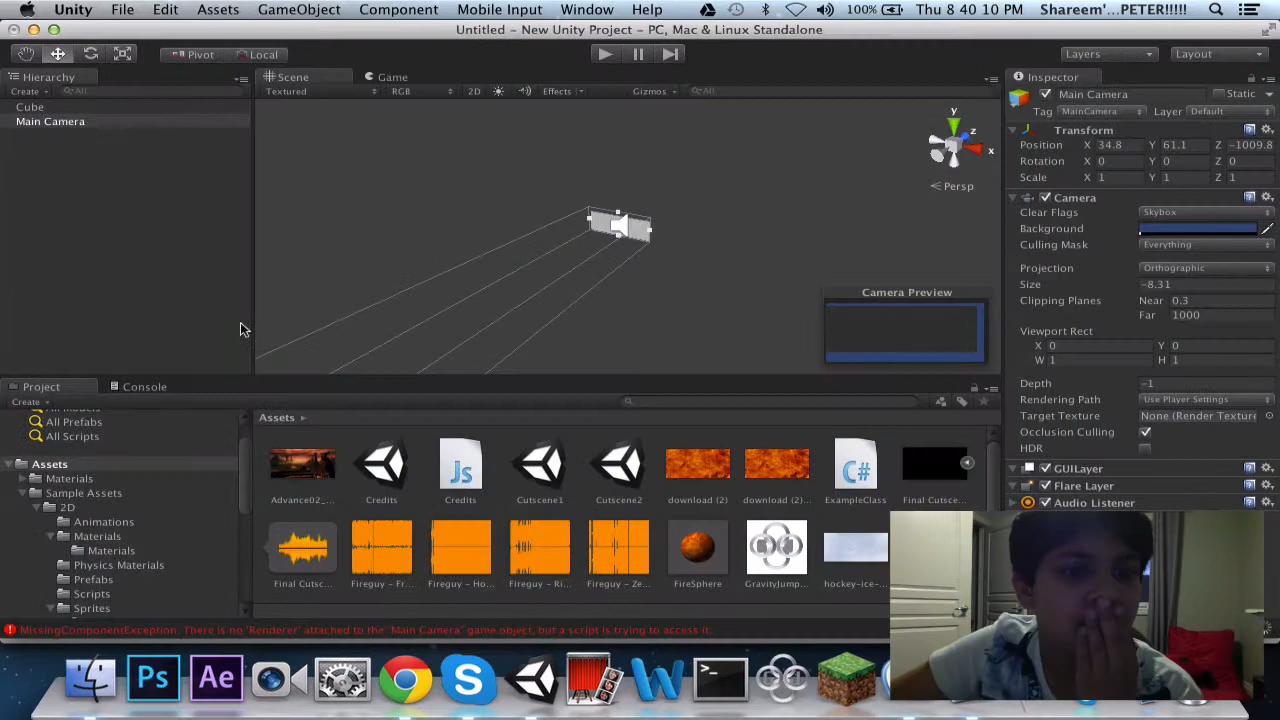 Unity File Edit Assets GameObject Component Mobile Input Window Help 100% Thu 8 40 10 PM Shareem'...PETER!!!!!
Untitled - New Unity Project - PC, Mac & Linux Standalone
Pivot Local Layers Layout
Hierarchy Scene Game Inspector
Create All Textured RGB 2D Effects Gizmos All
Main Camera Static
Cube
Main Camera
Tag MainCamera Layer Default
Transform
Position X 34.8 Y 61.1 Z -1009.8
Rotation X 0 Y 0 Z 0
Scale X 1 Y 1 Z 1
y
z
x
Persp
Camera
Clear Flags Skybox
Background
Culling Mask Everything
Projection Orthographic
Size -8.31
Clipping Planes Near 0.3
Far 1000
Viewport Rect
X 0 Y 0
W 1 H 1
Depth -1
Rendering Path Use Player Settings
Target Texture None (Render Texture
Occlusion Culling
HDR
GUILayer
Flare Layer
Audio Listener
Camera Preview
Project Console
Create
All Prefabs
All Scripts
Assets
Materials
Sample Assets
2D
Animations
Materials
Materials
Physics Materials
Prefabs
Scripts
Sprites
Assets
Js C#
Advance02_... Credits Credits Cutscene1 Cutscene2 download (2) download (2)... ExampleClass Final Cutsce...
Final Cutsc... Fireguy - Fr... Fireguy - Ho... Fireguy - Ri... Fireguy - Ze... FireSphere GravityJump... hockey-ice-...
MissingComponentException: There is no 'Renderer' attached to the "Main Camera" game object, but a script is trying to access it.
Ps Ae S W